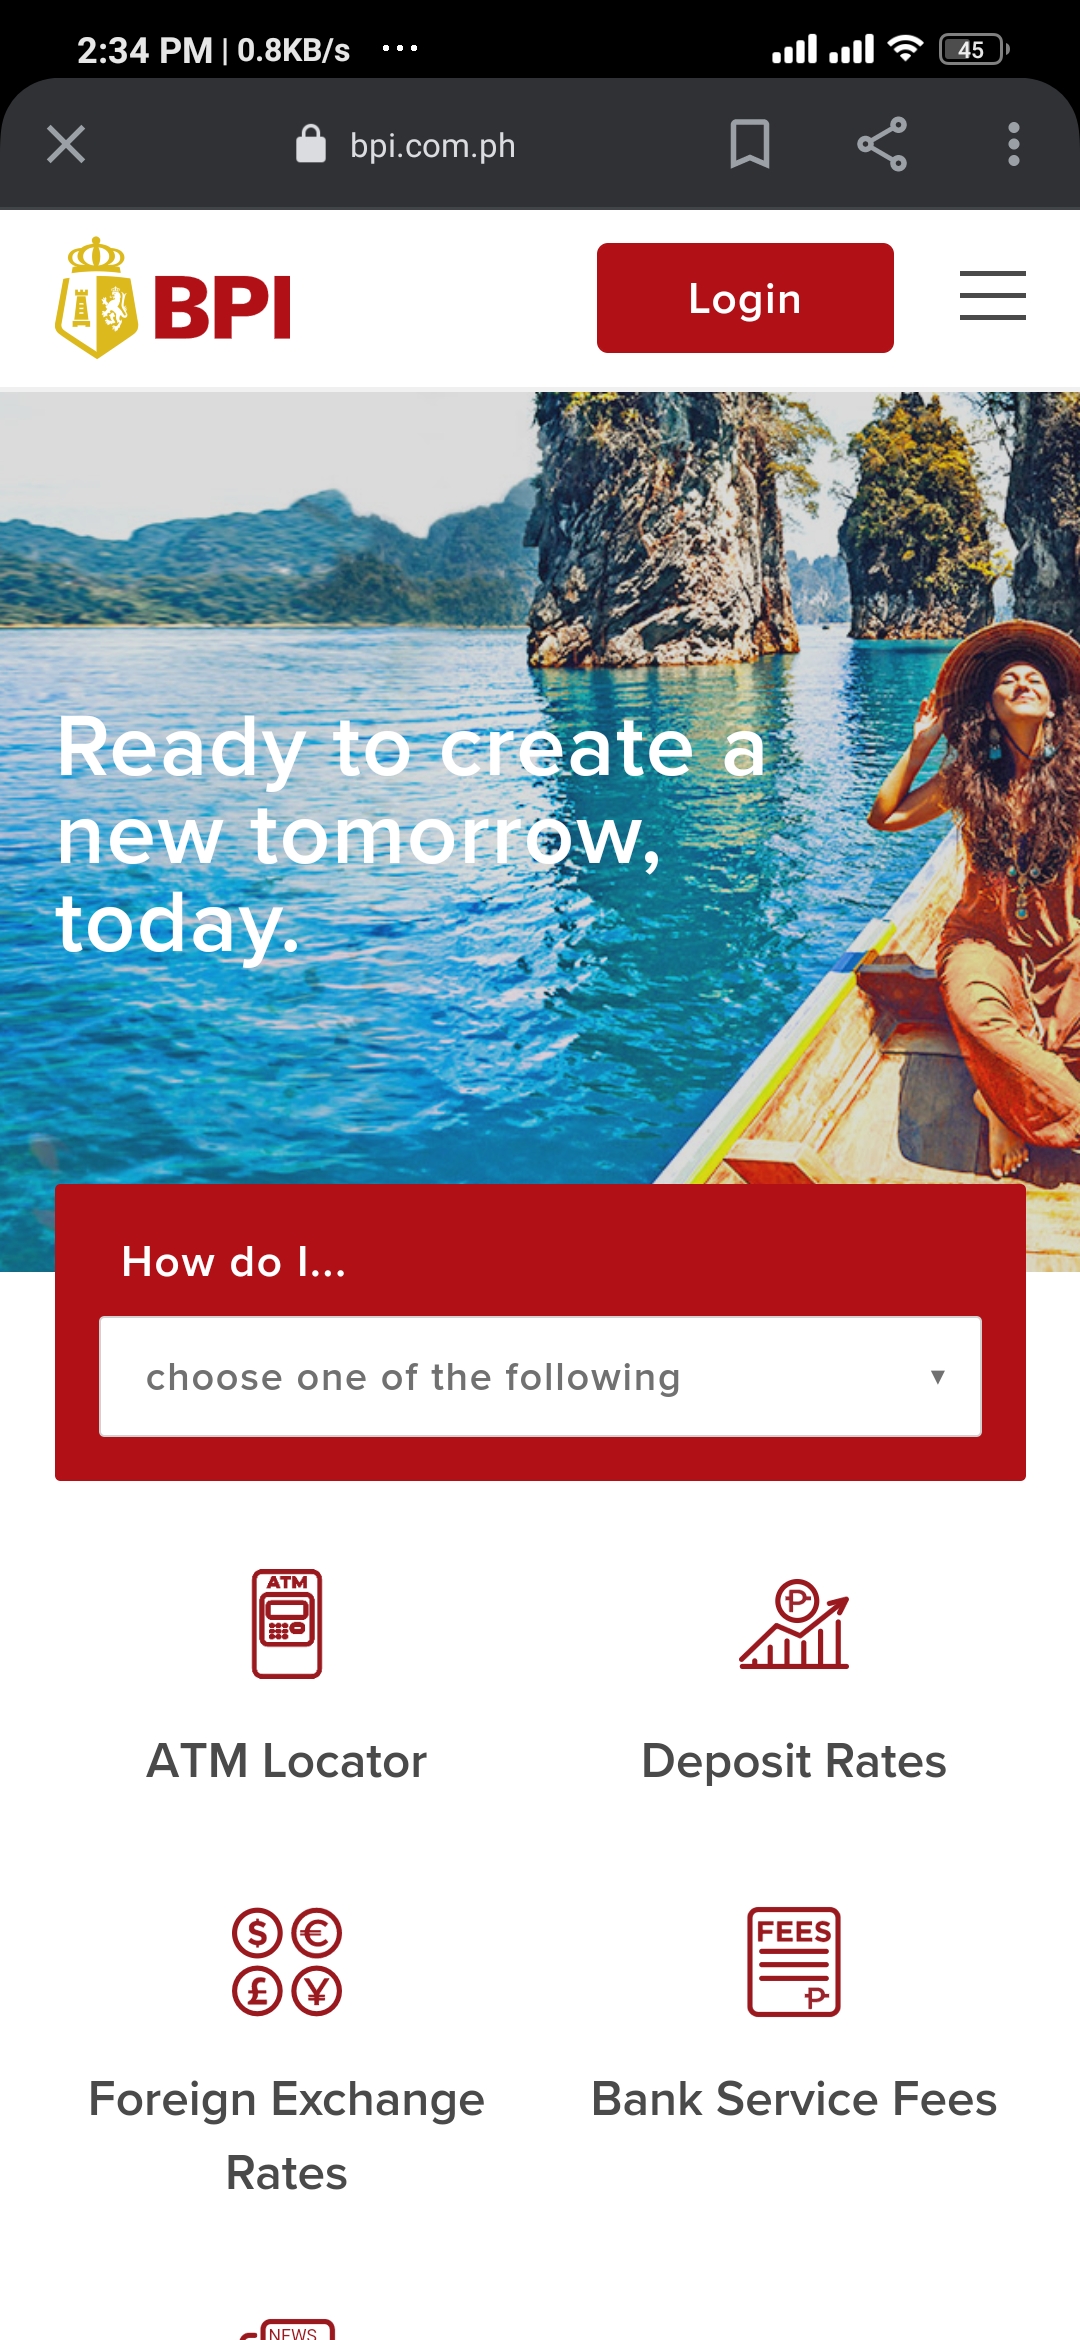 2:34 PM | 0.8KB/s ...
45
bpi.com.ph
BPI
Login
Ready to create a
new tomorrow,
today.
How do I...
choose one of the following
ATM
₱
ATM Locator
Deposit Rates
$ €
£ ¥
FEES
₱
Foreign Exchange
Rates
Bank Service Fees
NEWS